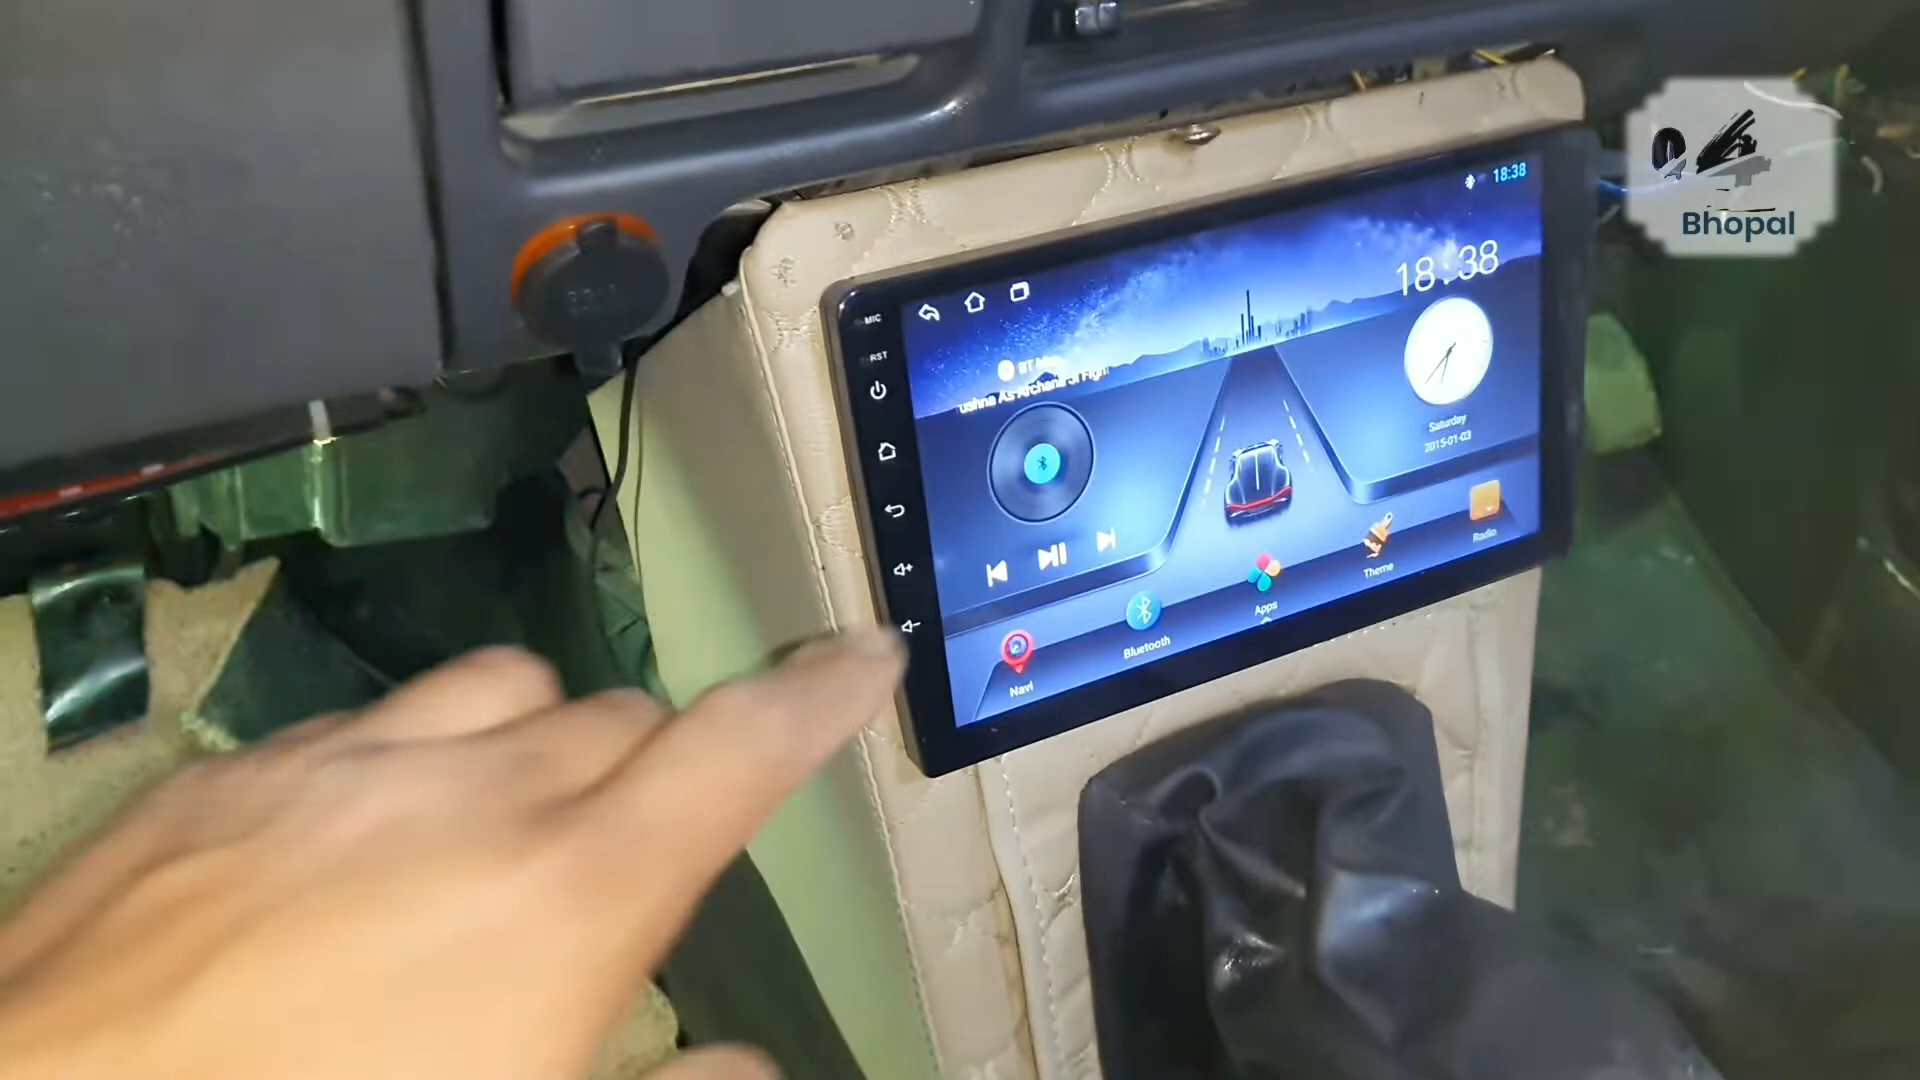 18:38
18:38
MIC
RST
Saturday
2015-01-03
Radio
Theme
Apps
Bluetooth
Navi
Bhopal